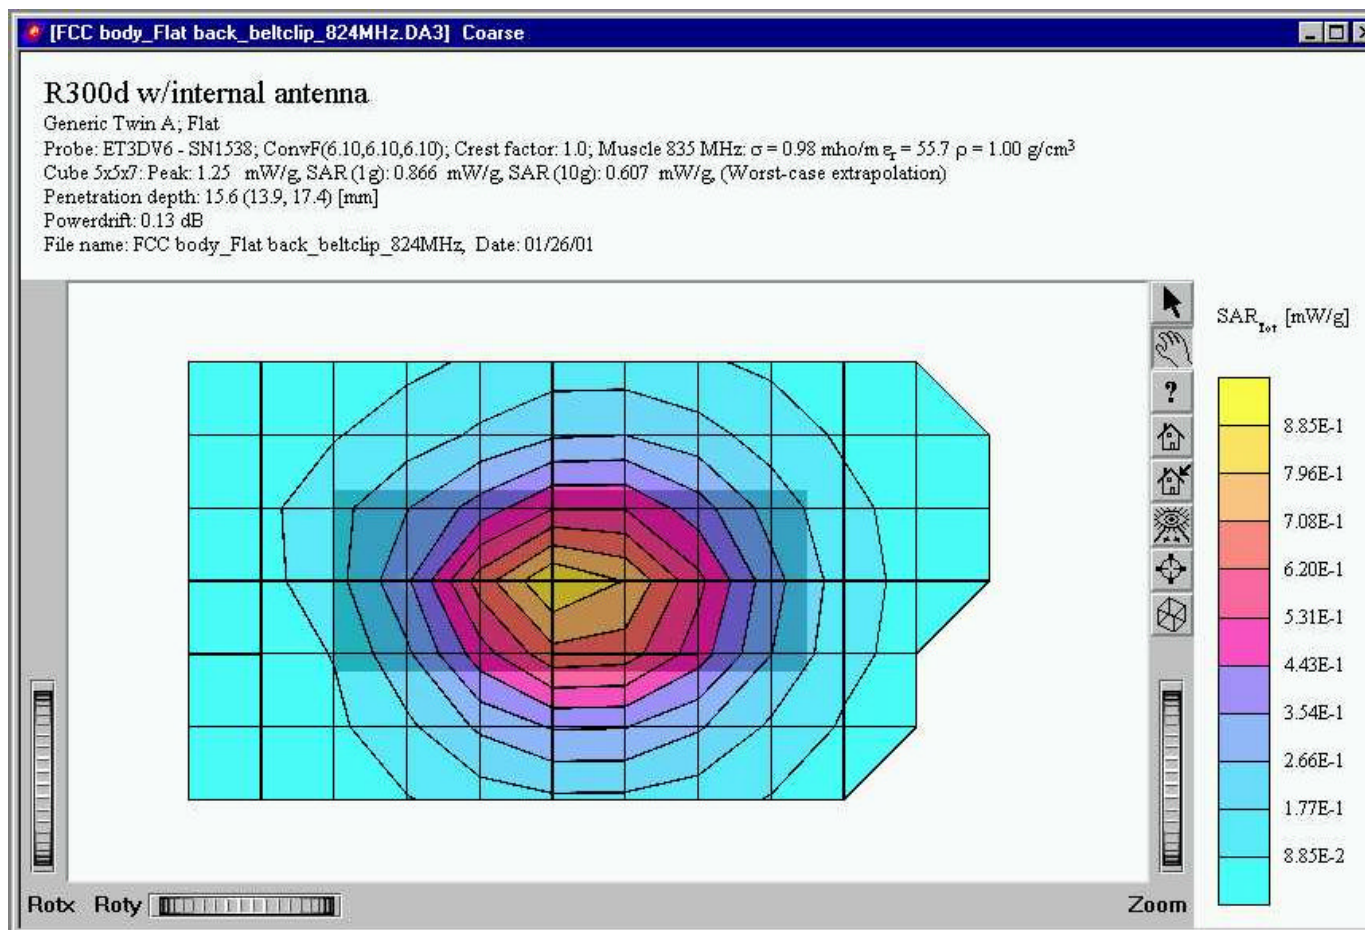 [FCC body_Flat back_beltclip_824MHz.DA3] Coarse
R300d w/internal antenna
Generic Twin A; Flat
Probe: ET3DV6 - SN1538; ConvF(6.10,6.10,6.10); Crest factor: 1.0; Muscle 835 MHz: σ = 0.98 mho/m εr = 55.7 ρ = 1.00 g/cm³
Cube 5x5x7: Peak: 1.25 mW/g, SAR (1g): 0.866 mW/g, SAR (10g): 0.607 mW/g, (Worst-case extrapolation)
Penetration depth: 15.6 (13.9, 17.4) [mm]
Powerdrift: 0.13 dB
File name: FCC body_Flat back_beltclip_824MHz, Date: 01/26/01
SARTot [mW/g]
?
8.85E-1
7.96E-1
7.08E-1
6.20E-1
5.31E-1
4.43E-1
3.54E-1
2.66E-1
1.77E-1
8.85E-2
Rotx Roty Zoom